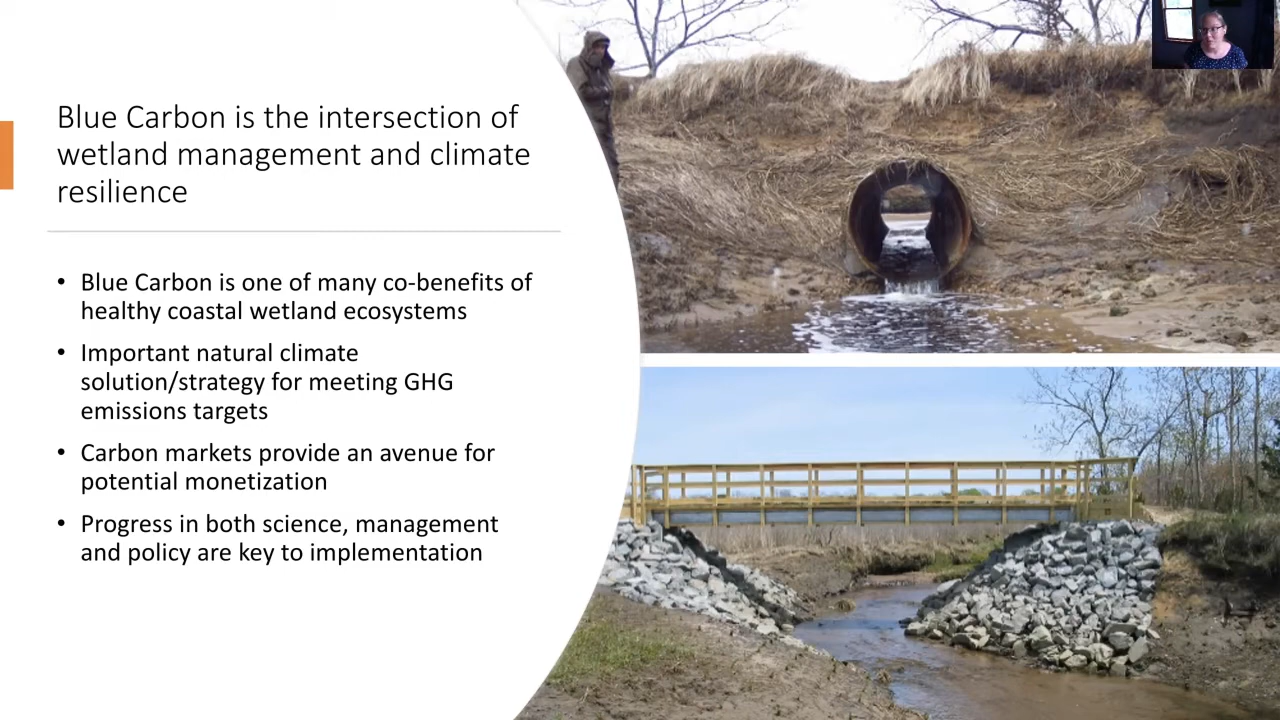 Blue Carbon is the intersection of
wetland management and climate
resilience
• Blue Carbon is one of many co-benefits of
healthy coastal wetland ecosystems
• Important natural climate
solution/strategy for meeting GHG
emissions targets
• Carbon markets provide an avenue for
potential monetization
• Progress in both science, management
and policy are key to implementation